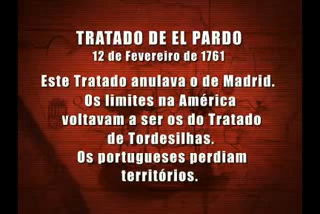 TRATADO DE EL PARDO
12 de Fevereiro de 1761
Este Tratado anulava o de Madrid.
Os limites na América
voltavam a ser os do Tratado
de Tordesilhas.
Os portugueses perdiam
territórios.